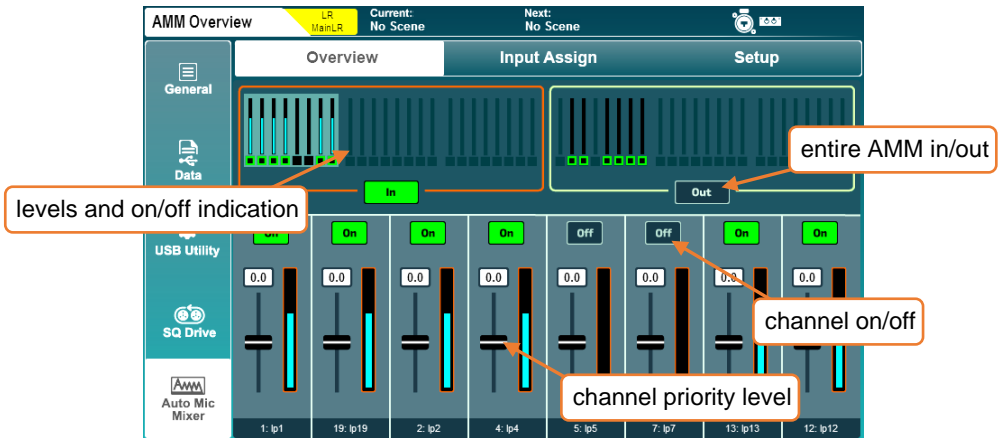 AMM Overview
LR
MainLR
Current:
No Scene
Next:
No Scene
Overview
Input Assign
Setup
General
Data
USB Utility
SQ Drive
Auto Mic
Mixer
In
Out
entire AMM in/out
levels and on/off indication
On
On
On
On
Off
Off
On
On
0.0
0.0
0.0
0.0
0.0
0.0
0.0
0.0
channel on/off
channel priority level
1: Ip1
19: Ip19
2: Ip2
4: Ip4
5: Ip5
7: Ip7
13: Ip13
12: Ip12